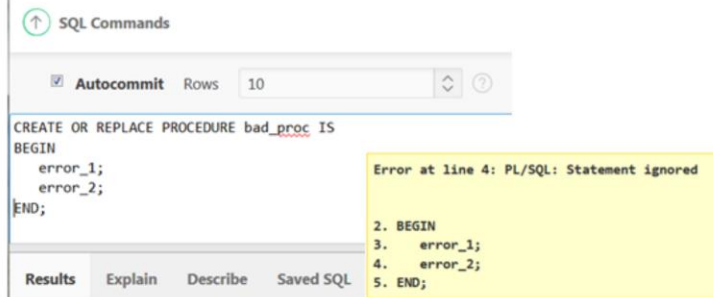 SQL Commands
Autocommit Rows 10
CREATE OR REPLACE PROCEDURE bad_proc IS
BEGIN
error_1;
error_2;
END;
Error at line 4: PL/SQL: Statement ignored
2. BEGIN
3. error_1;
4. error_2;
5. END;
Results Explain Describe Saved SQL